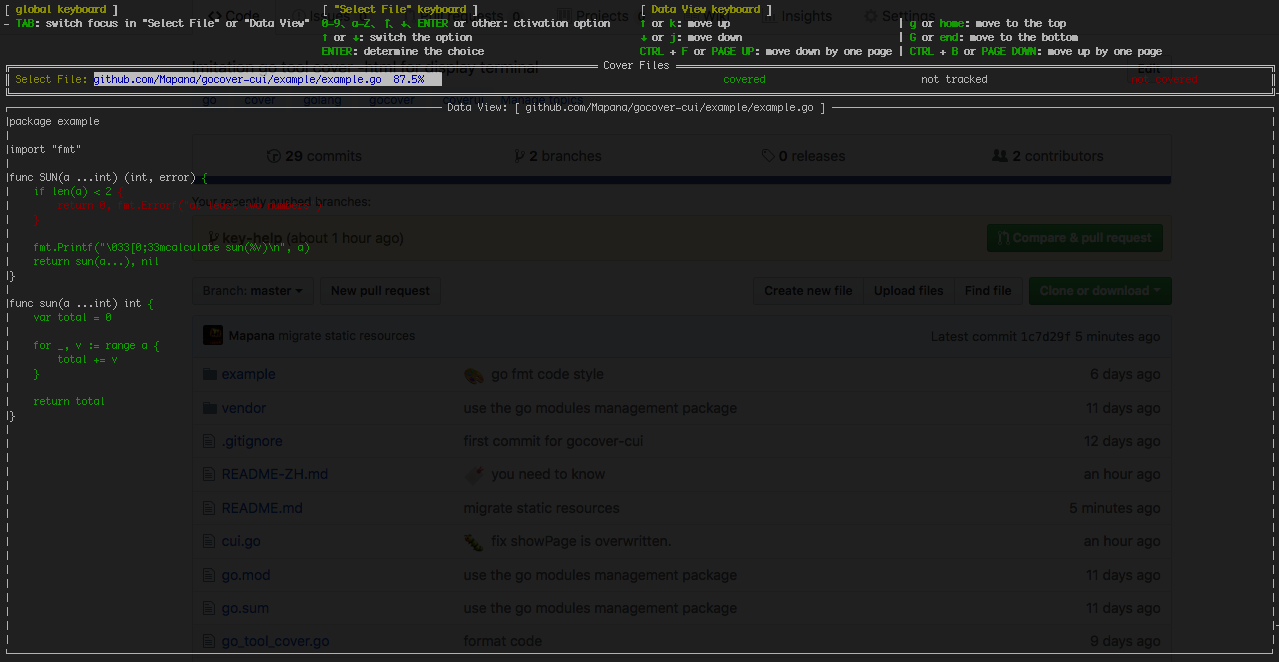 [ global keyboard ] [ "Select File" keyboard ] [ Data View keyboard ]
- TAB: switch focus in "Select File" or "Data View" 0-9、a-Z、↑、↓、ENTER or other: ctivation option ↑ or k: move up | g or home: move to the top
↑ or ↓: switch the option ↓ or j: move down | G or end: move to the bottom
ENTER: determine the choice CTRL + F or PAGE UP: move down by one page | CTRL + B or PAGE DOWN: move up by one page
Code Projects Insights Settings
Cover Files
imitation go tool cover -html for display terminal Edit
Select File: github.com/Mapana/gocover-cui/example/example.go 87.5% covered not tracked not covered
go cover golang gocover Manage topics
Data View: [ github.com/Mapana/gocover-cui/example/example.go ]
package example
import "fmt"
func SUN(a ...int) (int, error) {
if len(a) < 2 {
}
fmt.Printf("\033[0;33mcalculate sun(%v)\n", a)
return sun(a...), nil
}
func sun(a ...int) int {
var total = 0
for _, v := range a {
total += v
}
return total
}
29 commits 2 branches 0 releases 2 contributors
Your recently pushed branches:
key-help (about 1 hour ago) Compare & pull request
Branch: master New pull request Create new file Upload files Find file Clone or download
Mapana migrate static resources Latest commit 1c7d29f 5 minutes ago
example go fmt code style 6 days ago
vendor use the go modules management package 11 days ago
.gitignore first commit for gocover-cui 12 days ago
README-ZH.md you need to know an hour ago
README.md migrate static resources 5 minutes ago
cui.go fix showPage is overwritten. an hour ago
go.mod use the go modules management package 11 days ago
go.sum use the go modules management package 11 days ago
go_tool_cover.go format code 9 days ago